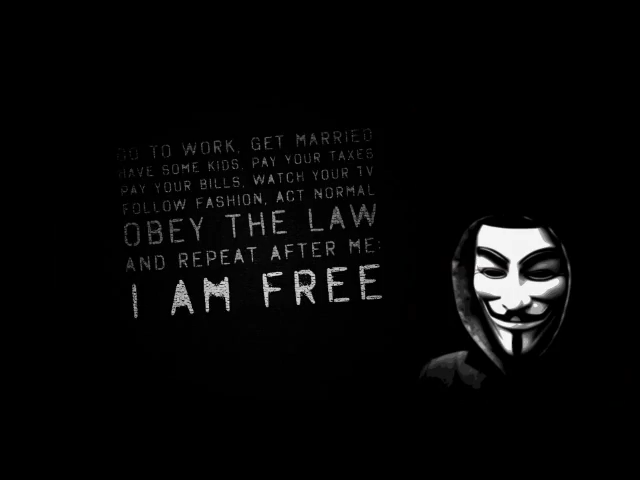 GO TO WORK, GET MARRIED
HAVE SOME KIDS, PAY YOUR TAXES
PAY YOUR BILLS, WATCH YOUR TV
FOLLOW FASHION, ACT NORMAL
OBEY THE LAW
AND REPEAT AFTER ME:
I AM FREE